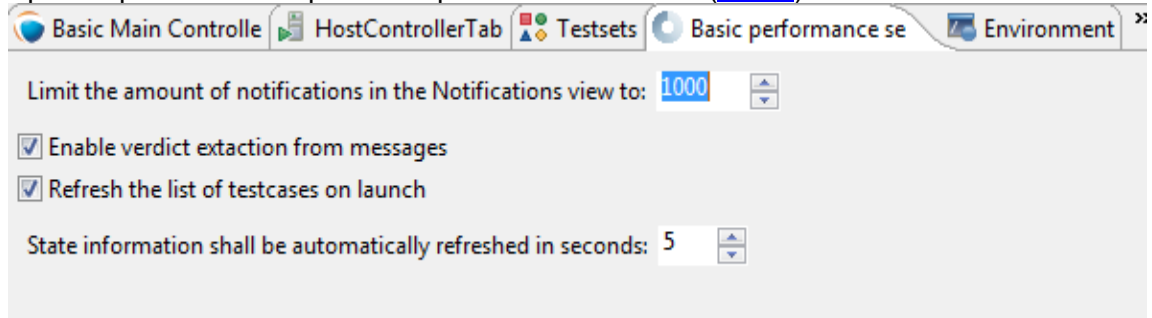 Basic Main Controlle HostControllerTab Testsets Basic performance se Environment »
Limit the amount of notifications in the Notifications view to: 1000
Enable verdict extaction from messages
Refresh the list of testcases on launch
State information shall be automatically refreshed in seconds: 5